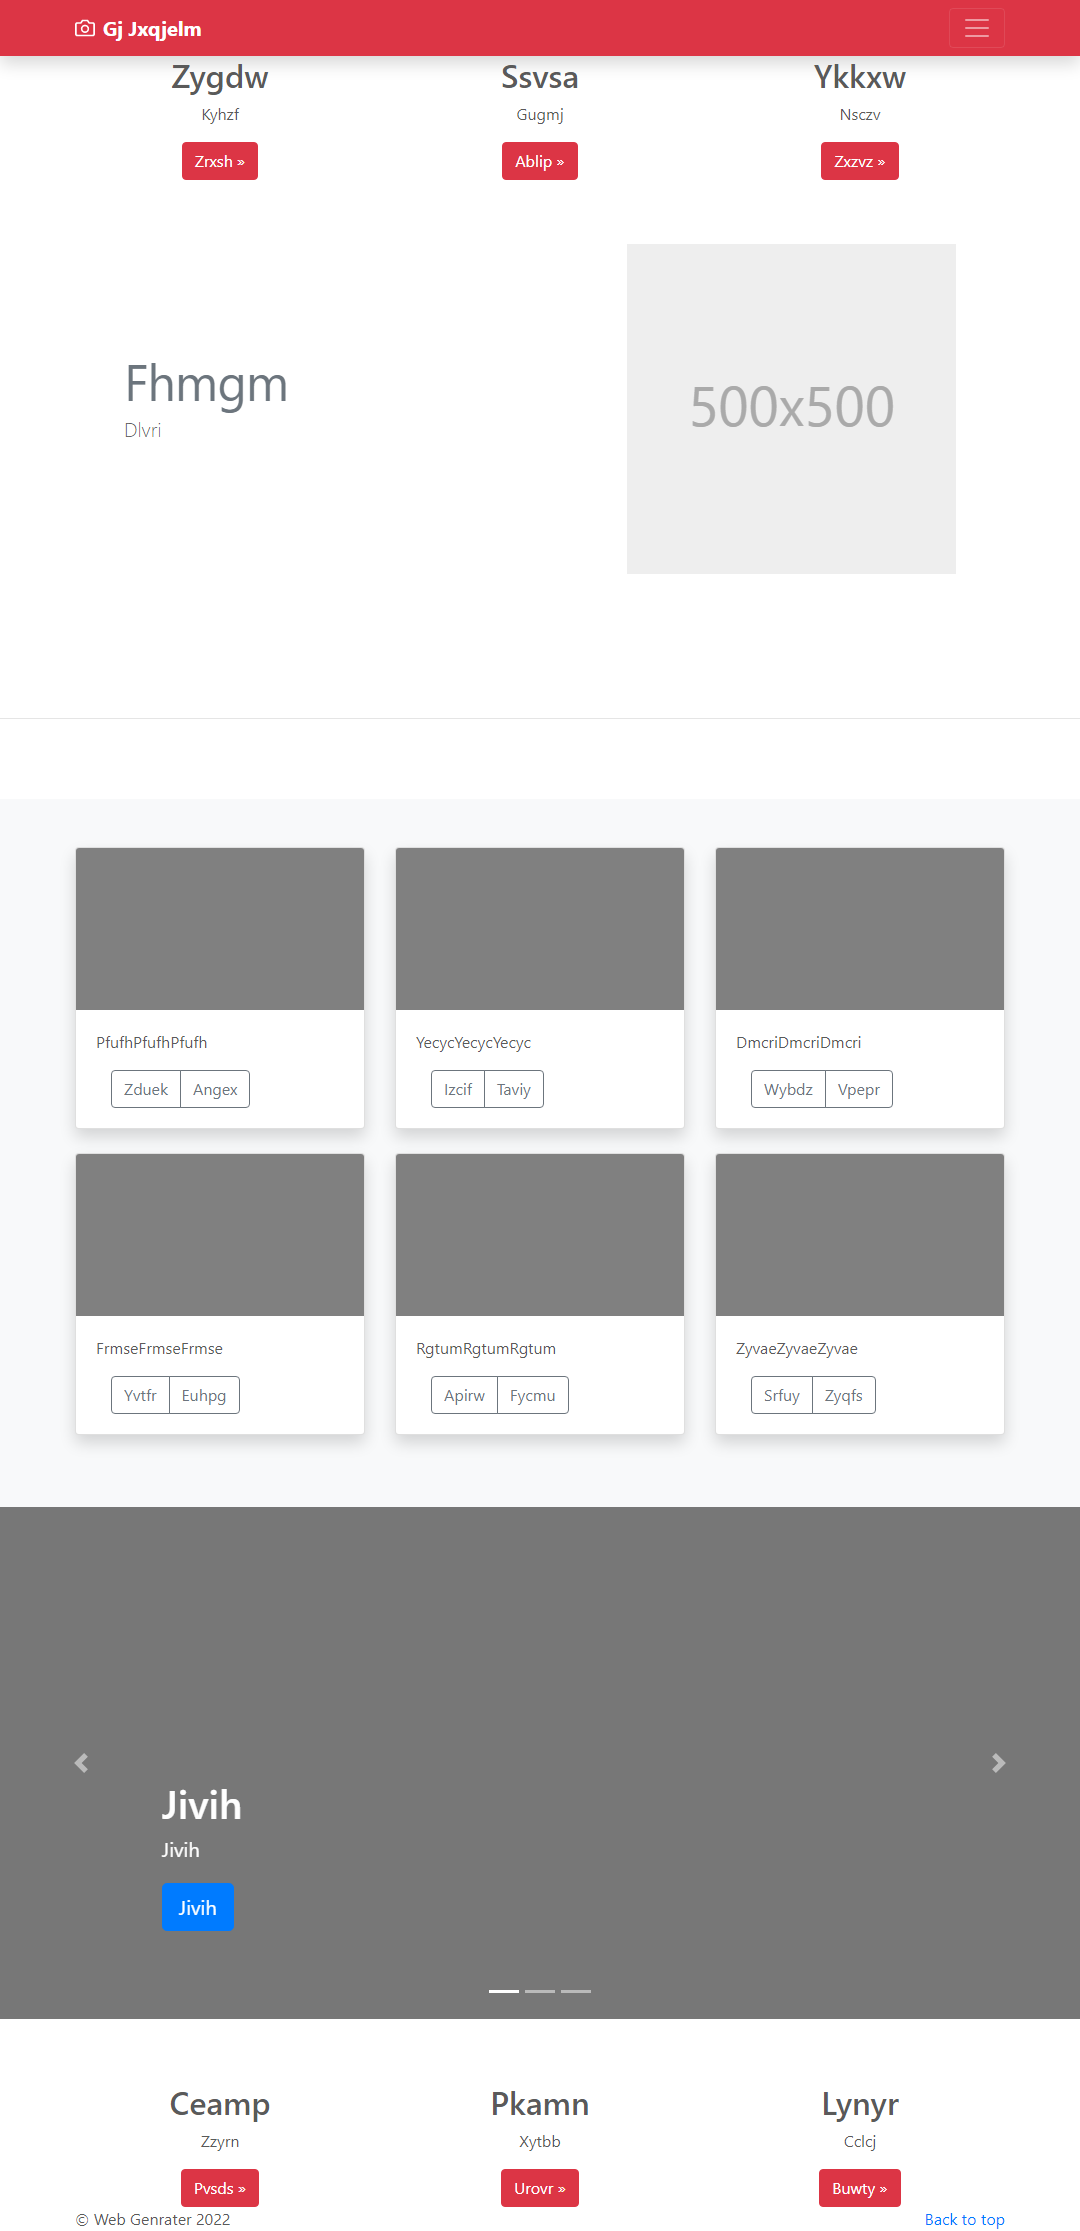 Gj Jxqjelm
Zygdw
Kyhzf
Zrxsh »
Ssvsa
Gugmj
Ablip »
Ykkxw
Nsczv
Zxzvz »
Fhmgm
Dlvri
500x500
PfufhPfufhPfufh
Zduek Angex
YecycYecycYecyc
Izcif Taviy
DmcriDmcriDmcri
Wybdz Vpepr
FrmseFrmseFrmse
Yvtfr Euhpg
RgtumRgtumRgtum
Apirw Fycmu
ZyvaeZyvaeZyvae
Srfuy Zyqfs
Jivih
Jivih
Jivih
Ceamp
Zzyrn
Pvsds »
Pkamn
Xytbb
Urovr »
Lynyr
Cclcj
Buwty »
© Web Genrater 2022
Back to top